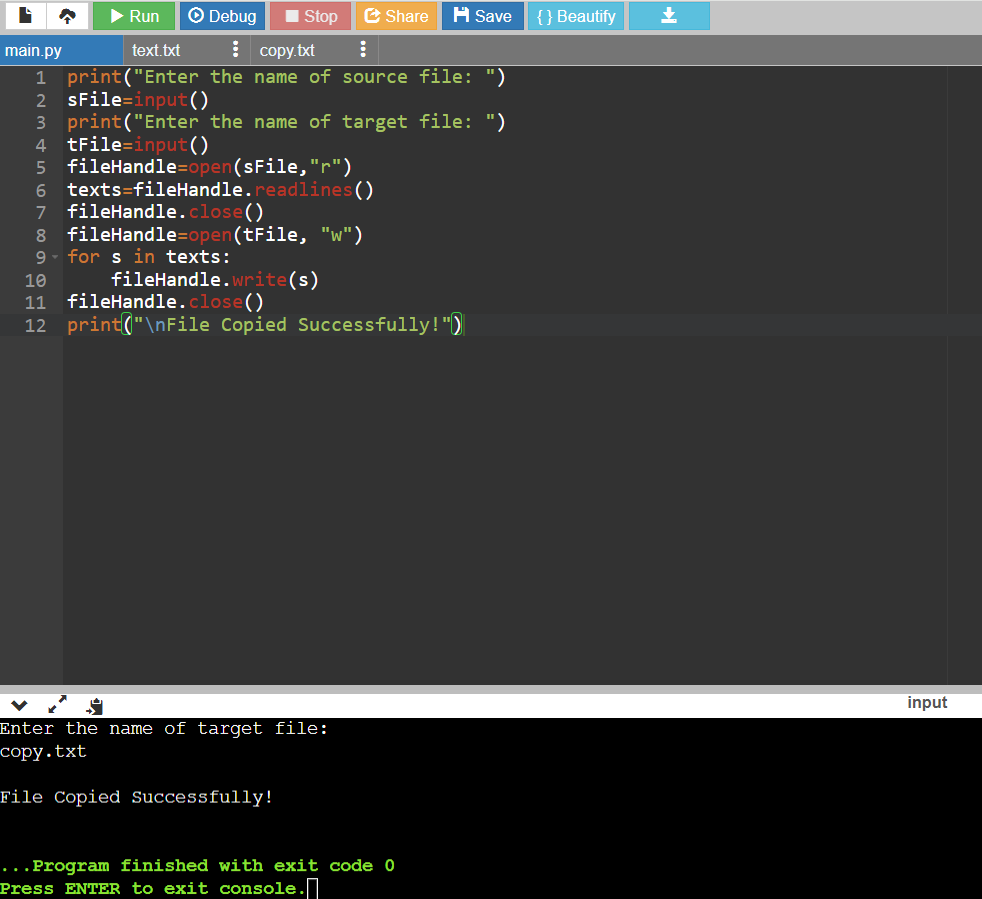 Run Debug Stop Share Save { } Beautify
main.py text.txt copy.txt
1 print("Enter the name of source file: ")
2 sFile=input()
3 print("Enter the name of target file: ")
4 tFile=input()
5 fileHandle=open(sFile,"r")
6 texts=fileHandle.readlines()
7 fileHandle.close()
8 fileHandle=open(tFile, "w")
9 for s in texts:
10     fileHandle.write(s)
11 fileHandle.close()
12 print("\nFile Copied Successfully!")
input
Enter the name of target file:
copy.txt
File Copied Successfully!
...Program finished with exit code 0
Press ENTER to exit console.